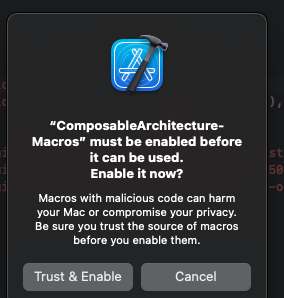 "ComposableArchitecture-
Macros" must be enabled before
it can be used.
Enable it now?
Macros with malicious code can harm
your Mac or compromise your privacy.
Be sure you trust the source of macros
before you enable them.
Trust & Enable
Cancel